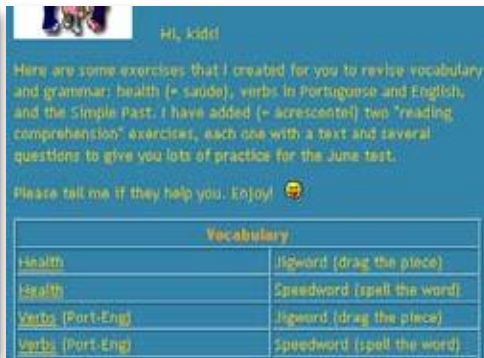 Hi, kids!
Here are some exercises that I created for you to revise vocabulary
and grammar: health (= saúde), verbs in Portuguese and English,
and the Simple Past. I have added (= acrescentei) two "reading
comprehension" exercises, each one with a text and several
questions to give you lots of practice for the June test.
Please tell me if they help you. Enjoy!
Vocabulary
Health Jigword (drag the piece)
Health Speedword (spell the word)
Verbs (Port-Eng) Jigword (drag the piece)
Verbs (Port-Eng) Speedword (spell the word)